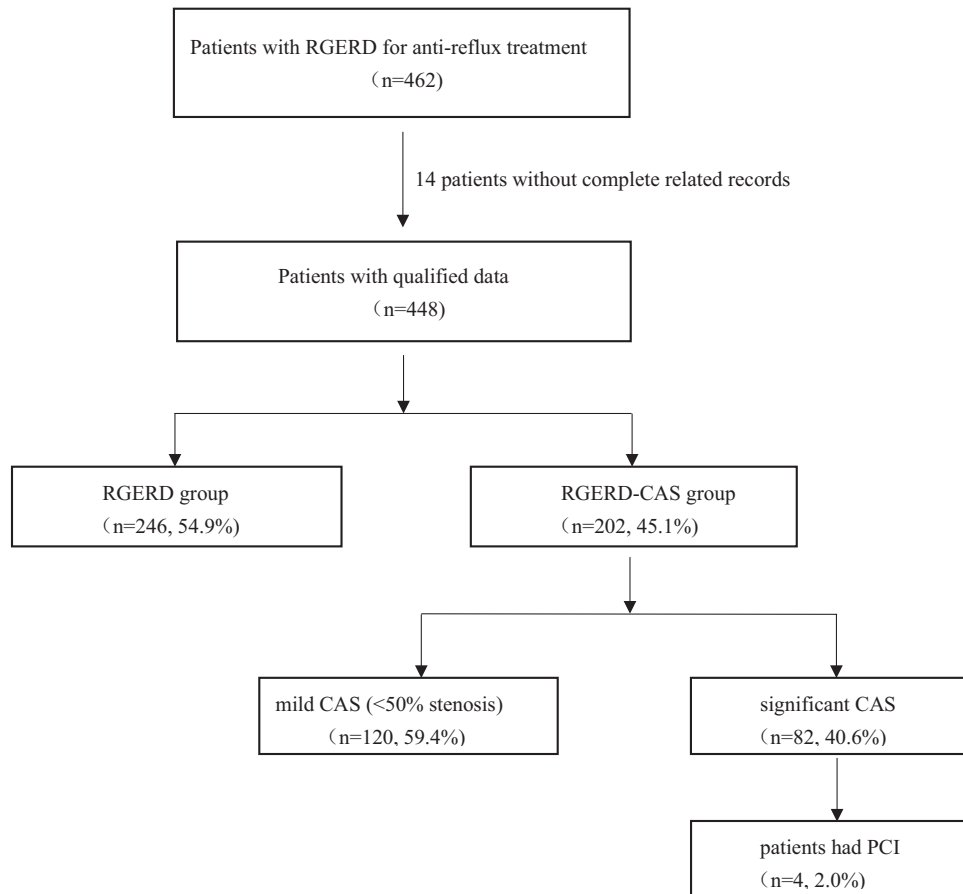 Patients with RGERD for anti-reflux treatment
（n=462)
14 patients without complete related records
Patients with qualified data
（n=448)
RGERD group
（n=246, 54.9%)
RGERD-CAS group
（n=202, 45.1%)
mild CAS (<50% stenosis)
（n=120, 59.4%)
significant CAS
（n=82, 40.6%)
patients had PCI
（n=4, 2.0%)